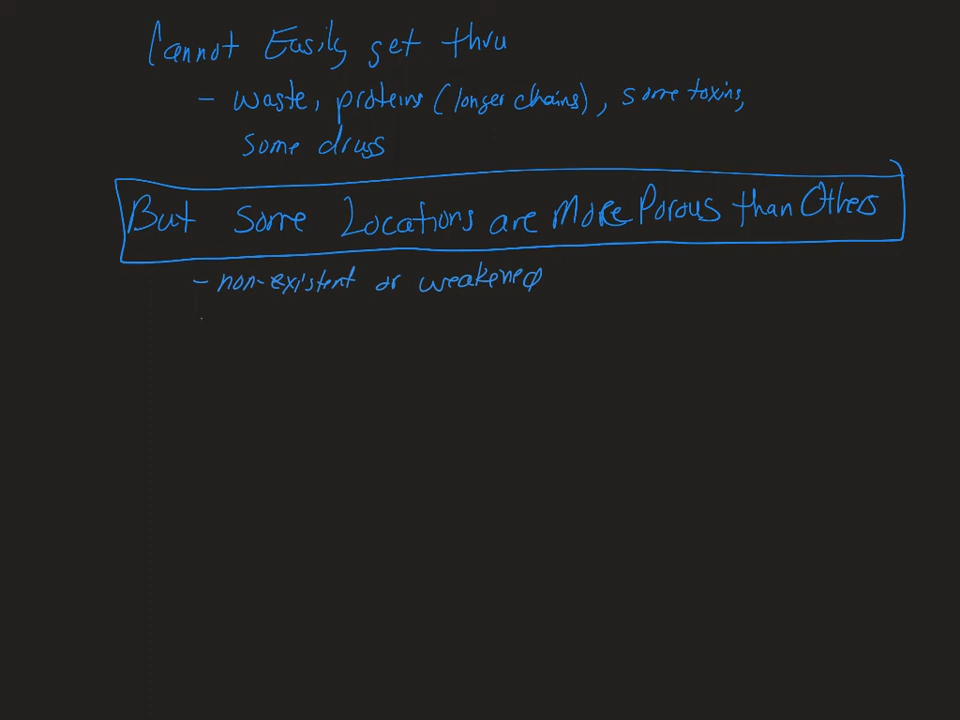 Cannot Easily get thru
- waste, proteins (longer chains), some toxins,
some drugs
But Some Locations are More Porous than Others
- non-existent or weakened